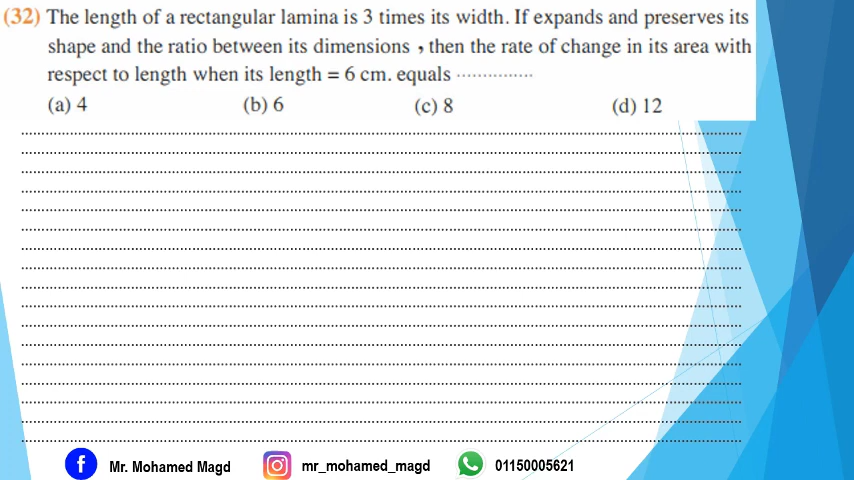 (32) The length of a rectangular lamina is 3 times its width. If expands and preserves its
shape and the ratio between its dimensions , then the rate of change in its area with
respect to length when its length = 6 cm. equals ...............
(a) 4 (b) 6 (c) 8 (d) 12
f Mr. Mohamed Magd mr_mohamed_magd 01150005621